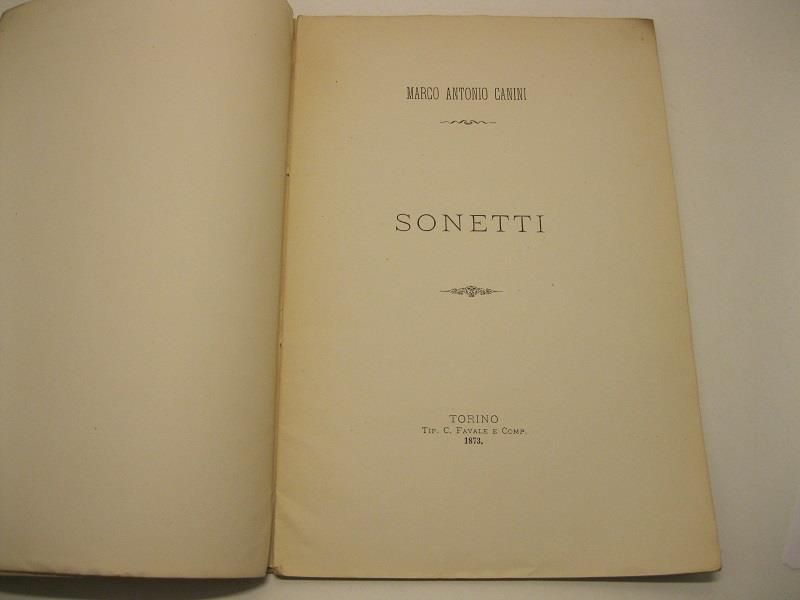 MARCO ANTONIO CANINI
SONETTI
TORINO
Tip. C. Favale e Comp.
1873.